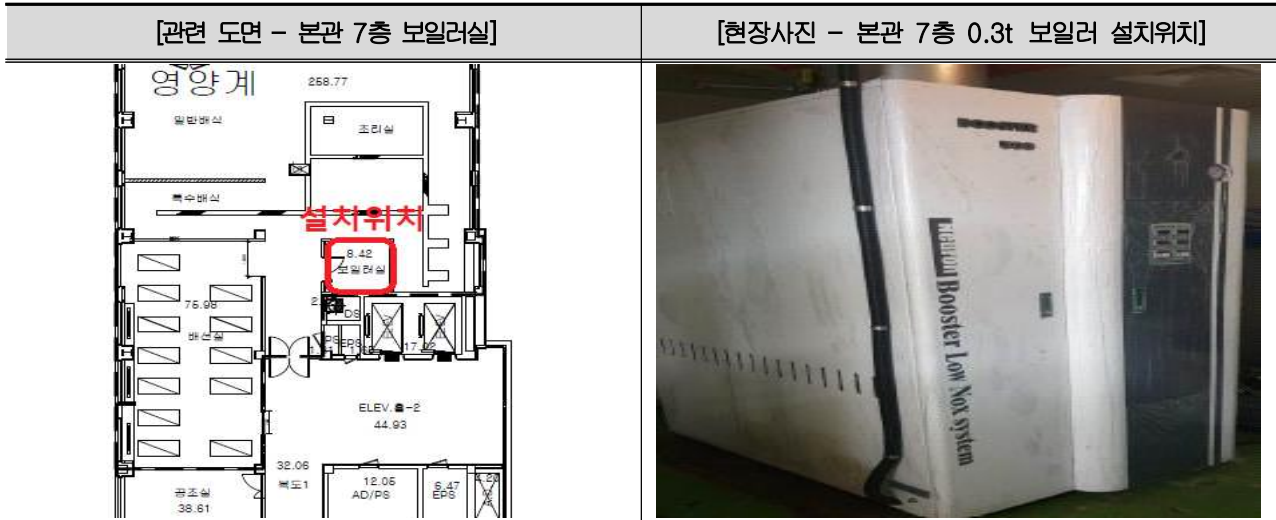 [관련 도면 – 본관 7층 보일러실]
[현장사진 – 본관 7층 0.3t 보일러 설치위치]
영양계
258.77
일반배식
조리실
특수배식
설치위치
8.42
보일러실
75.98
배선실
DS
17.02
ELEV.홀-2
44.93
32.06
복도1
12.05
AD/PS
6.47
EPS
4.20
공조실
38.61
BOOSTER
Booster Low Nox system